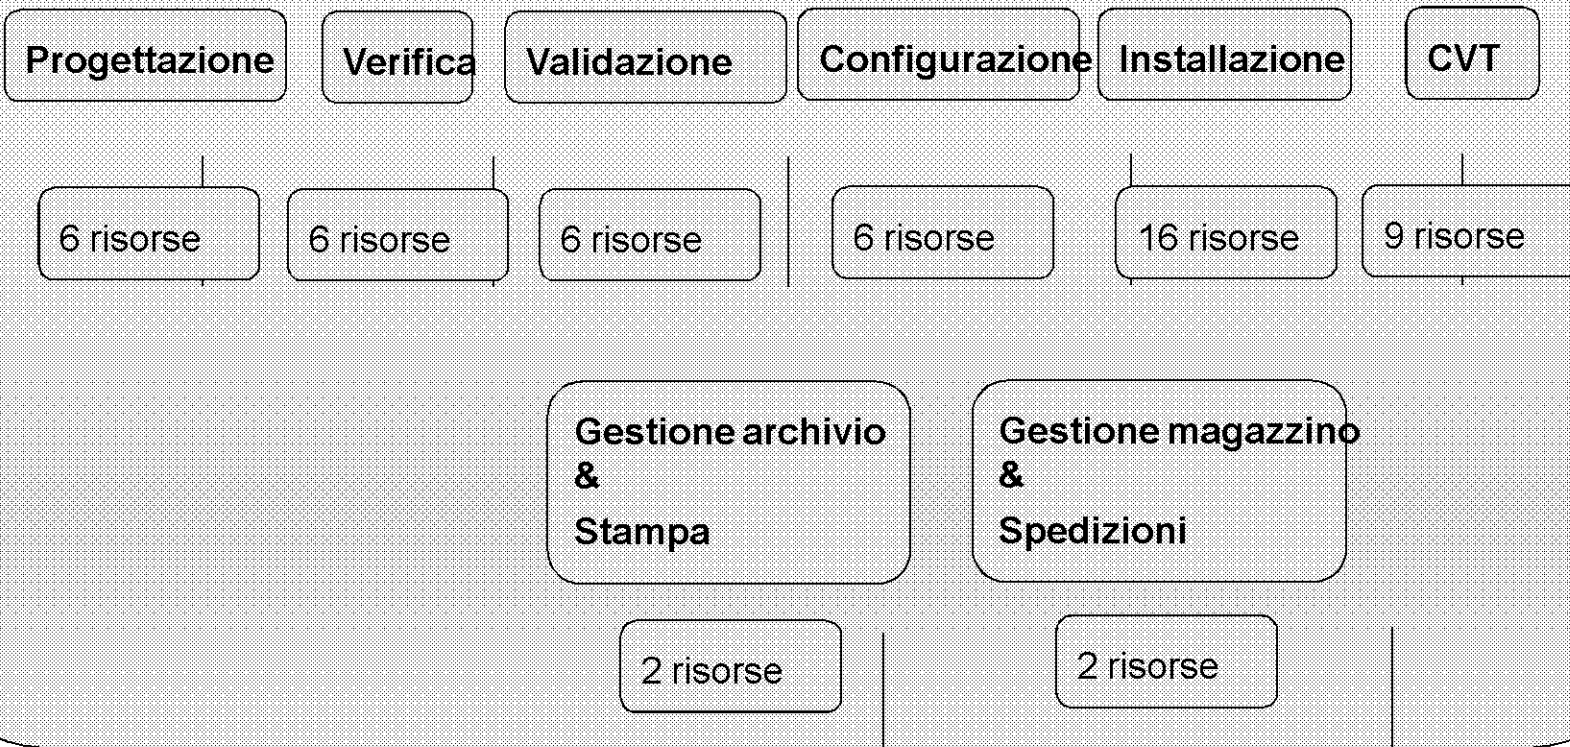 Progettazione
Verifica
Validazione
Configurazione
Installazione
CVT
6 risorse
6 risorse
6 risorse
6 risorse
16 risorse
9 risorse
Gestione archivio
&
Stampa
Gestione magazzino
&
Spedizioni
2 risorse
2 risorse